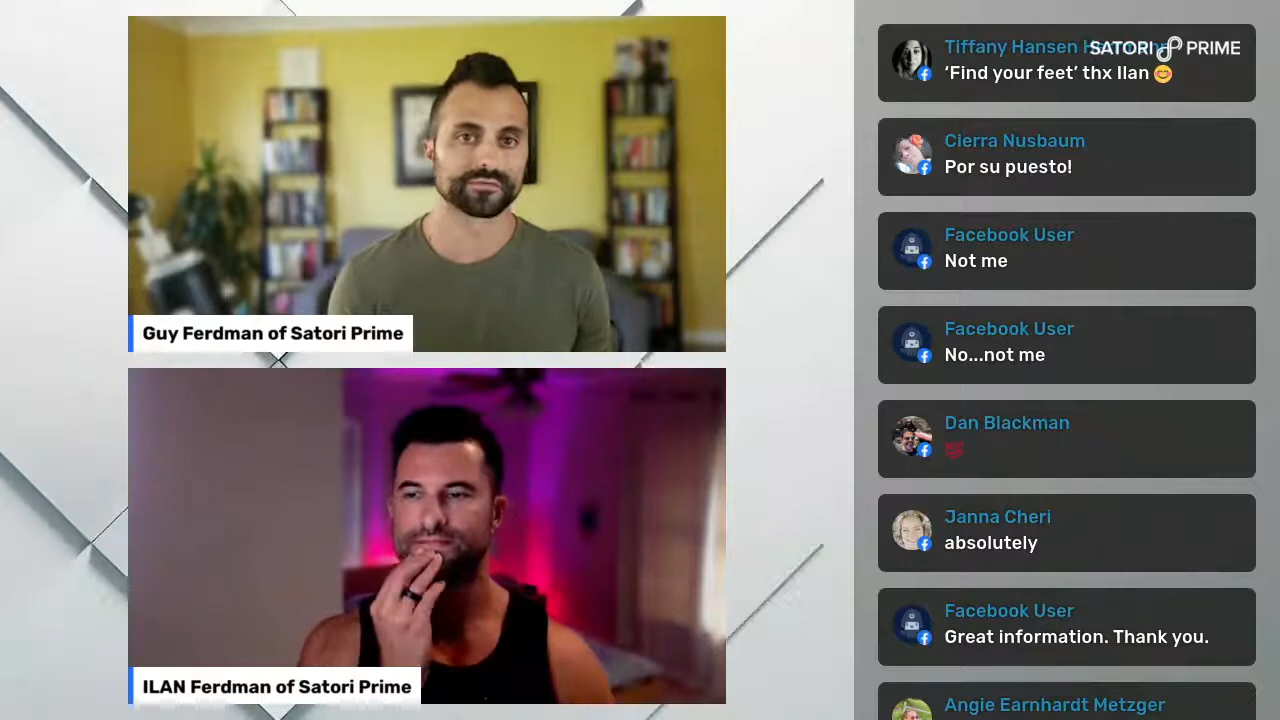 Guy Ferdman of Satori Prime
ILAN Ferdman of Satori Prime
SATORI PRIME
Tiffany Hansen
‘Find your feet’ thx Ilan 😊
Cierra Nusbaum
Por su puesto!
Facebook User
Not me
Facebook User
No...not me
Dan Blackman
💯
Janna Cheri
absolutely
Facebook User
Great information. Thank you.
Angie Earnhardt Metzger